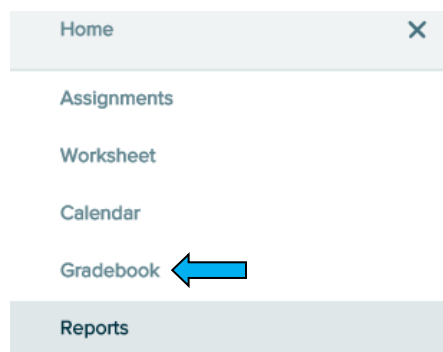 Home
Assignments
Worksheet
Calendar
Gradebook
Reports